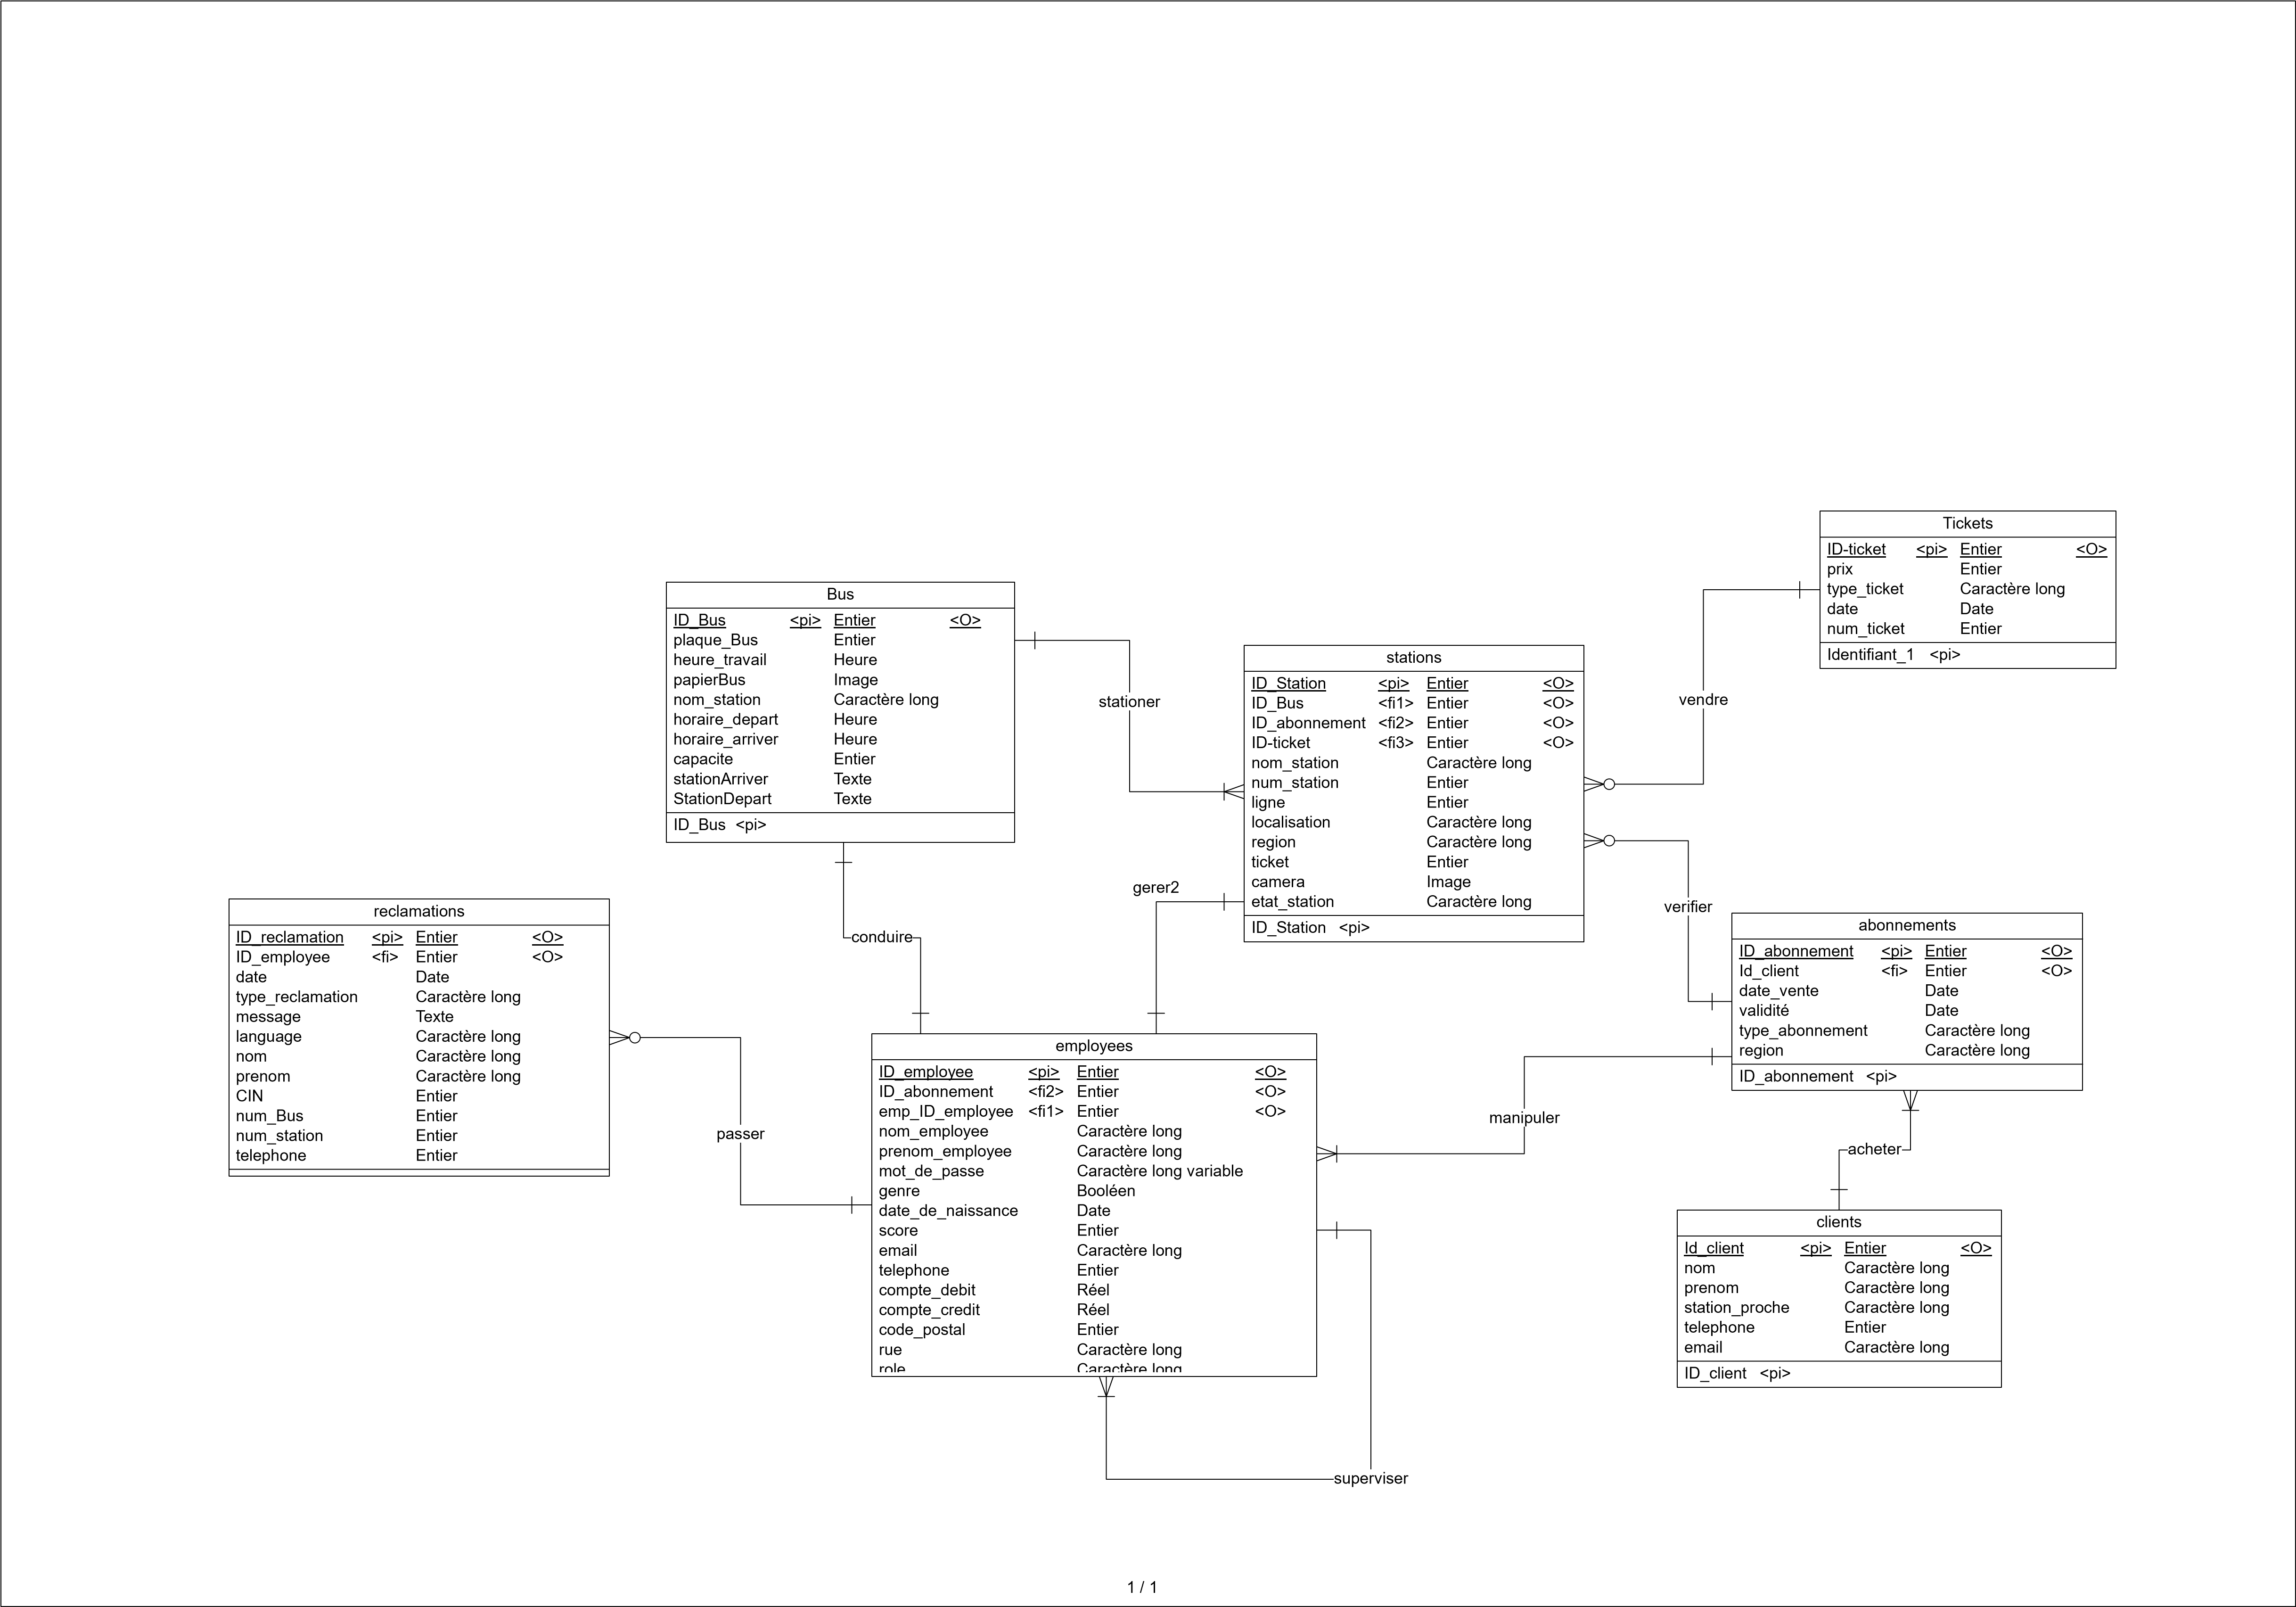 Tickets
ID-ticket <pi> Entier <O>
prix Entier
type_ticket Caractère long
date Date
num_ticket Entier
Identifiant_1 <pi>
Bus
ID_Bus <pi> Entier <O>
plaque_Bus Entier
heure_travail Heure
papierBus Image
nom_station Caractère long
horaire_depart Heure
horaire_arriver Heure
capacite Entier
stationArriver Texte
StationDepart Texte
ID_Bus <pi>
stationer
stations
ID_Station <pi> Entier <O>
ID_Bus <fi1> Entier <O>
ID_abonnement <fi2> Entier <O>
ID-ticket <fi3> Entier <O>
nom_station Caractère long
num_station Entier
ligne Entier
localisation Caractère long
region Caractère long
ticket Entier
camera Image
etat_station Caractère long
ID_Station <pi>
vendre
gerer2
verifier
conduire
reclamations
ID_reclamation <pi> Entier <O>
ID_employee <fi> Entier <O>
date Date
type_reclamation Caractère long
message Texte
language Caractère long
nom Caractère long
prenom Caractère long
CIN Entier
num_Bus Entier
num_station Entier
telephone Entier
passer
abonnements
ID_abonnement <pi> Entier <O>
Id_client <fi> Entier <O>
date_vente Date
validité Date
type_abonnement Caractère long
region Caractère long
ID_abonnement <pi>
employees
ID_employee <pi> Entier <O>
ID_abonnement <fi2> Entier <O>
emp_ID_employee <fi1> Entier <O>
nom_employee Caractère long
prenom_employee Caractère long
mot_de_passe Caractère long variable
genre Booléen
date_de_naissance Date
score Entier
email Caractère long
telephone Entier
compte_debit Réel
compte_credit Réel
code_postal Entier
rue Caractère long
role Caractère long
manipuler
acheter
clients
Id_client <pi> Entier <O>
nom Caractère long
prenom Caractère long
station_proche Caractère long
telephone Entier
email Caractère long
ID_client <pi>
superviser
1 / 1